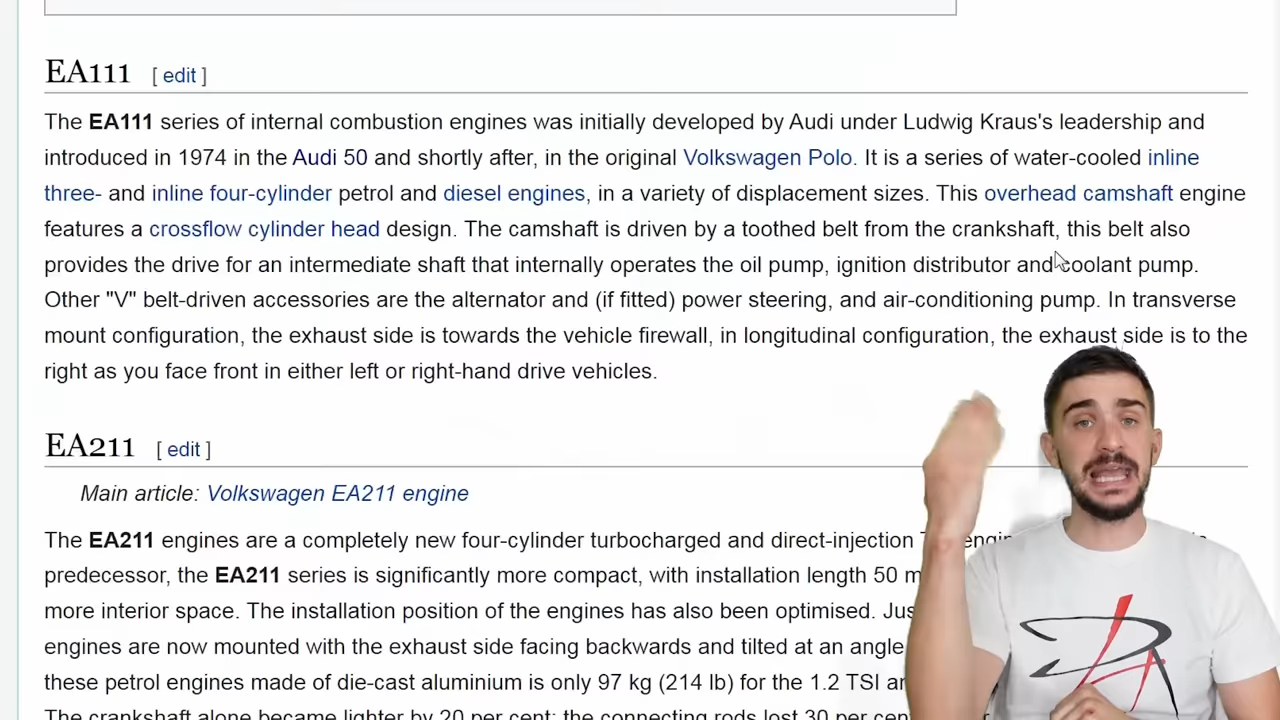 EA111 [ edit ]
The EA111 series of internal combustion engines was initially developed by Audi under Ludwig Kraus's leadership and
introduced in 1974 in the Audi 50 and shortly after, in the original Volkswagen Polo. It is a series of water-cooled inline
three- and inline four-cylinder petrol and diesel engines, in a variety of displacement sizes. This overhead camshaft engine
features a crossflow cylinder head design. The camshaft is driven by a toothed belt from the crankshaft, this belt also
provides the drive for an intermediate shaft that internally operates the oil pump, ignition distributor and coolant pump.
Other "V" belt-driven accessories are the alternator and (if fitted) power steering, and air-conditioning pump. In transverse
mount configuration, the exhaust side is towards the vehicle firewall, in longitudinal configuration, the exhaust side is to the
right as you face front in either left or right-hand drive vehicles.
EA211 [ edit ]
Main article: Volkswagen EA211 engine
The EA211 engines are a completely new four-cylinder turbocharged and direct-injection
predecessor, the EA211 series is significantly more compact, with installation length 50
more interior space. The installation position of the engines has also been optimised.
engines are now mounted with the exhaust side facing backwards and tilted at an angle
these petrol engines made of die-cast aluminium is only 97 kg (214 lb) for the 1.2 TSI
The crankshaft alone became lighter by 20 per cent; the connecting rods lost 30 per